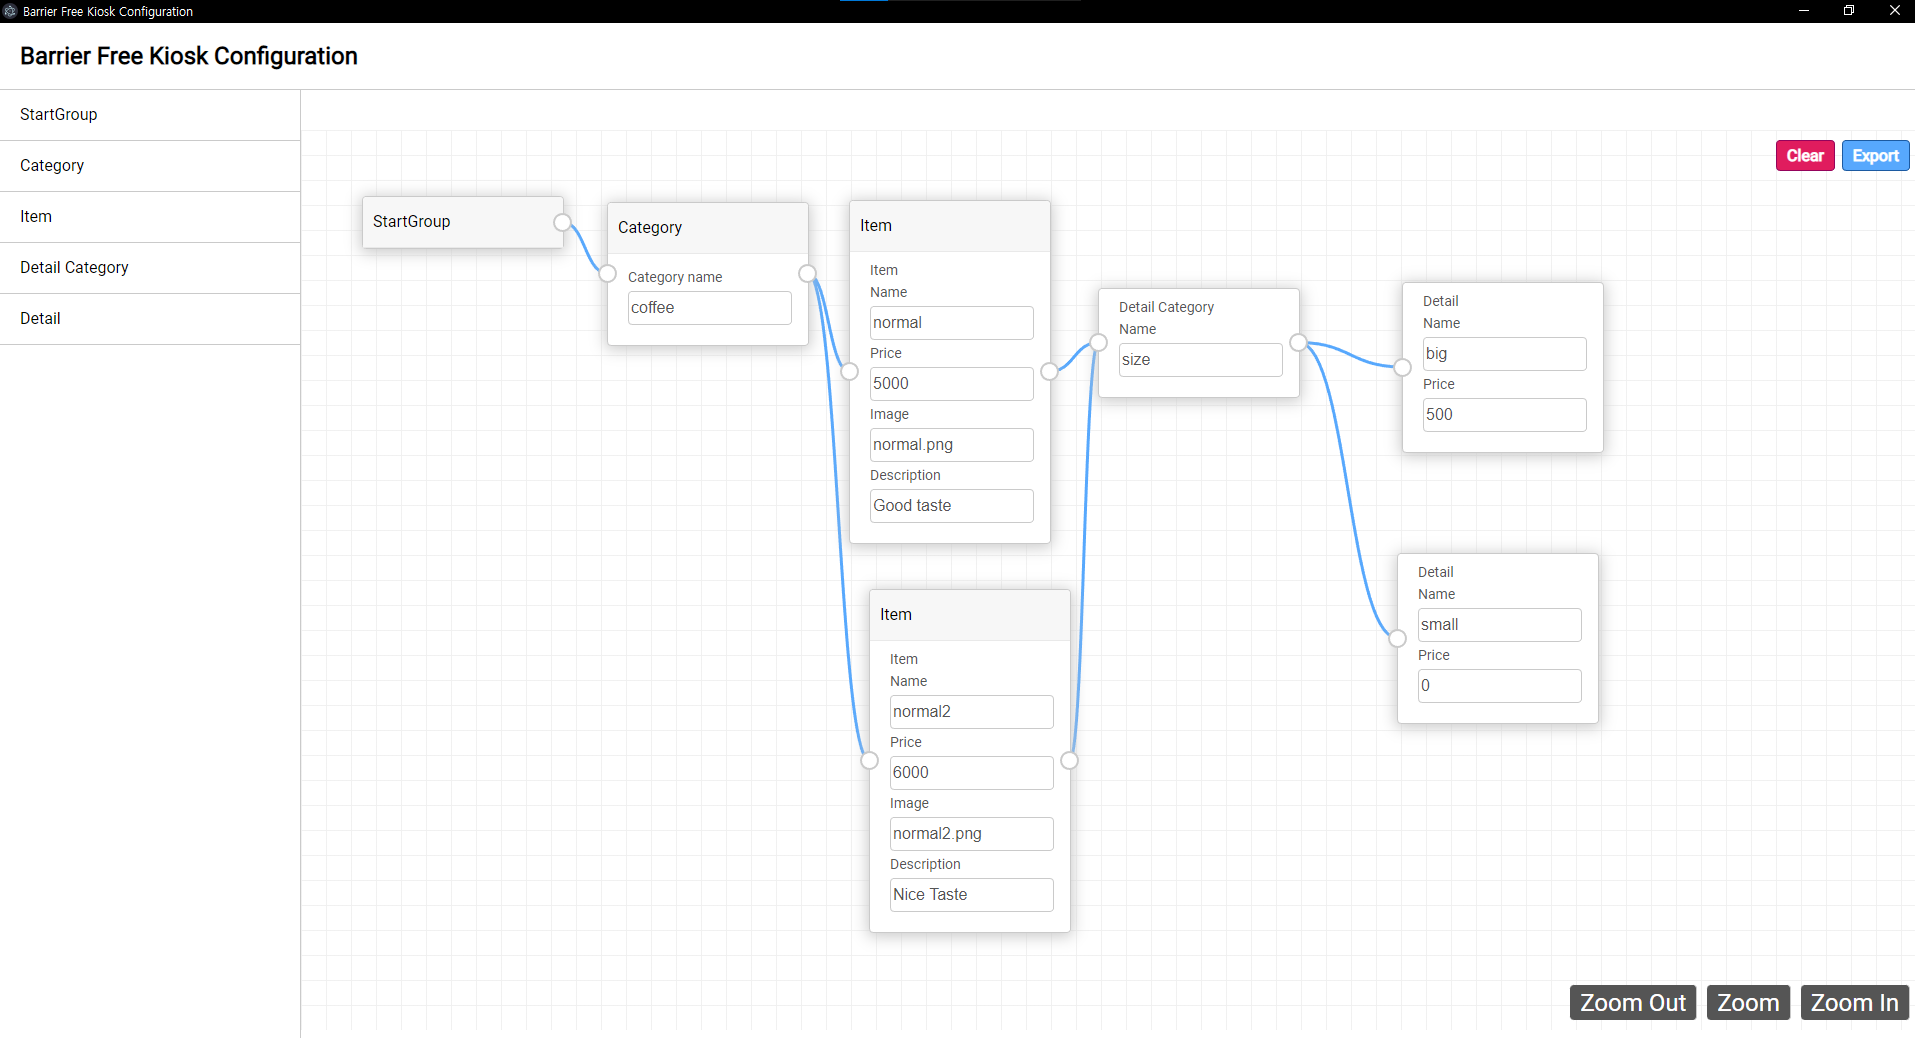 Barrier Free Kiosk Configuration
Barrier Free Kiosk Configuration
StartGroup
Category
Item
Detail Category
Detail
Clear
Export
StartGroup
Category
Category name
coffee
Item
Item
Name
normal
Price
5000
Image
normal.png
Description
Good taste
Item
Item
Name
normal2
Price
6000
Image
normal2.png
Description
Nice Taste
Detail Category
Name
size
Detail
Name
big
Price
500
Detail
Name
small
Price
0
Zoom Out
Zoom
Zoom In